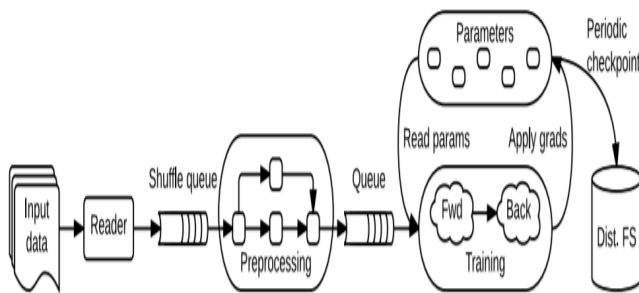 Parameters
Periodic
checkpoint
Read params
Apply grads
Shuffle queue
Queue
Input
data
Reader
Fwd
Back
Preprocessing
Training
Dist. FS